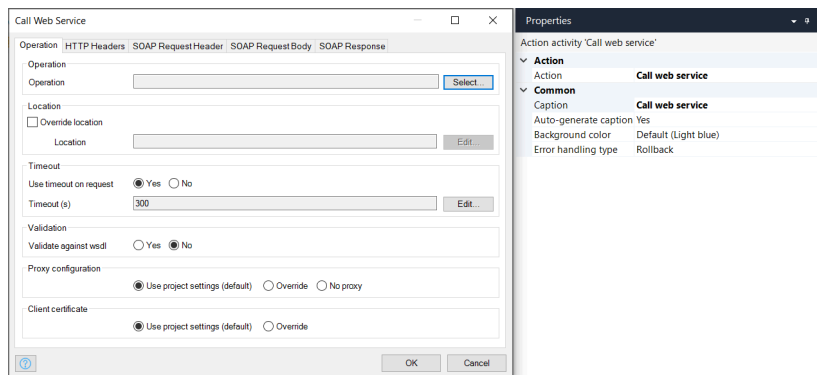 Call Web Service
Operation HTTP Headers SOAP Request Header SOAP Request Body SOAP Response
Operation
Operation Select...
Location
Override location
Location Edit...
Timeout
Use timeout on request Yes No
Timeout (s) 300 Edit...
Validation
Validate against wsdl Yes No
Proxy configuration
Use project settings (default) Override No proxy
Client certificate
Use project settings (default) Override
? OK Cancel
Properties
Action activity 'Call web service'
Action
Action Call web service
Common
Caption Call web service
Auto-generate caption Yes
Background color Default (Light blue)
Error handling type Rollback